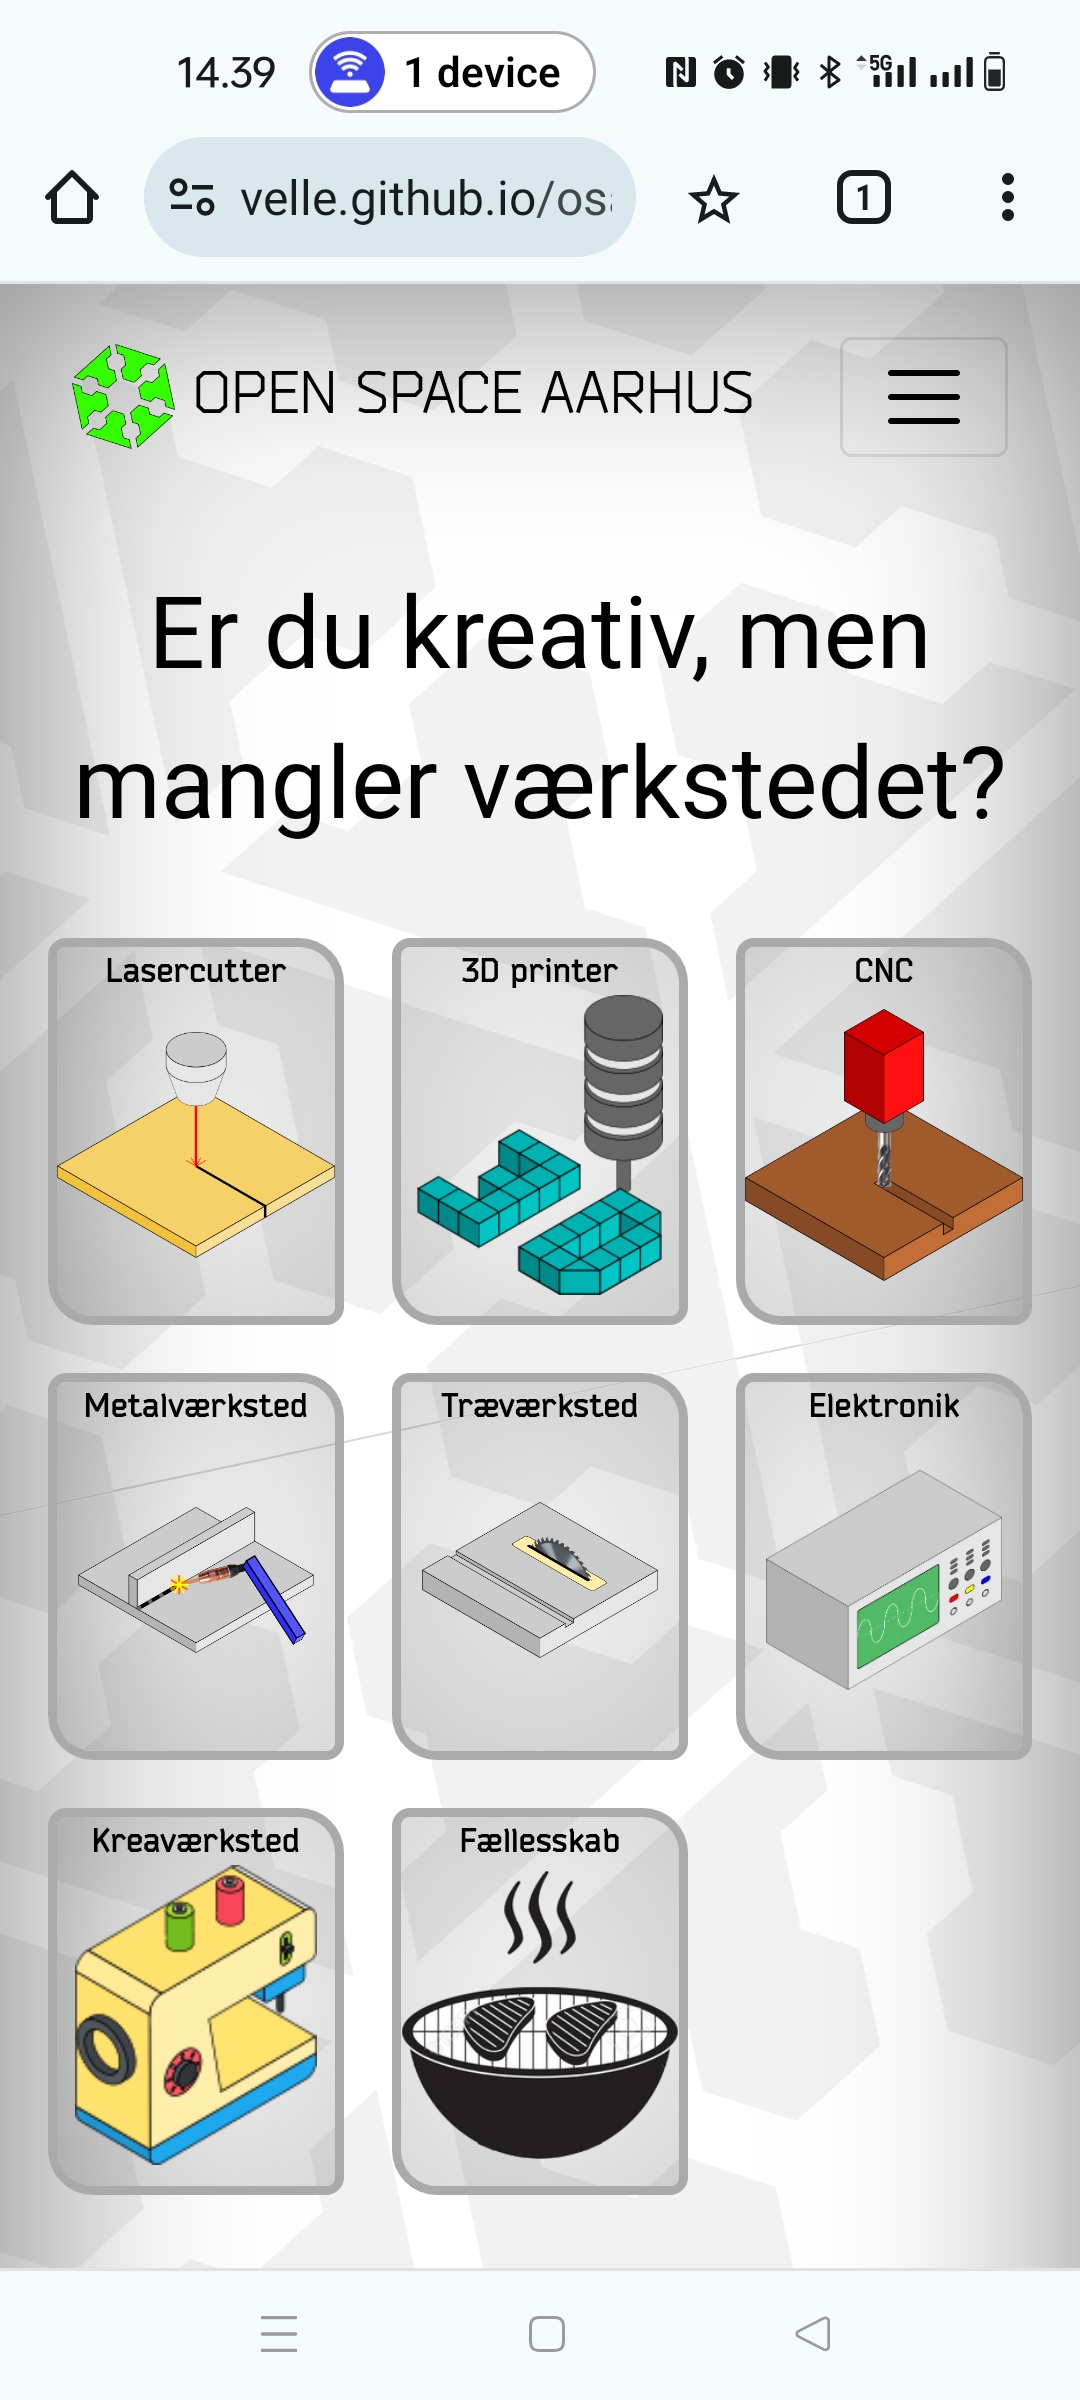 14.39
1 device
5G
velle.github.io/os
1
OPEN SPACE AARHUS
Er du kreativ, men
mangler værkstedet?
Lasercutter
3D printer
CNC
Metalværksted
Træværksted
Elektronik
Kreaværksted
Fællesskab